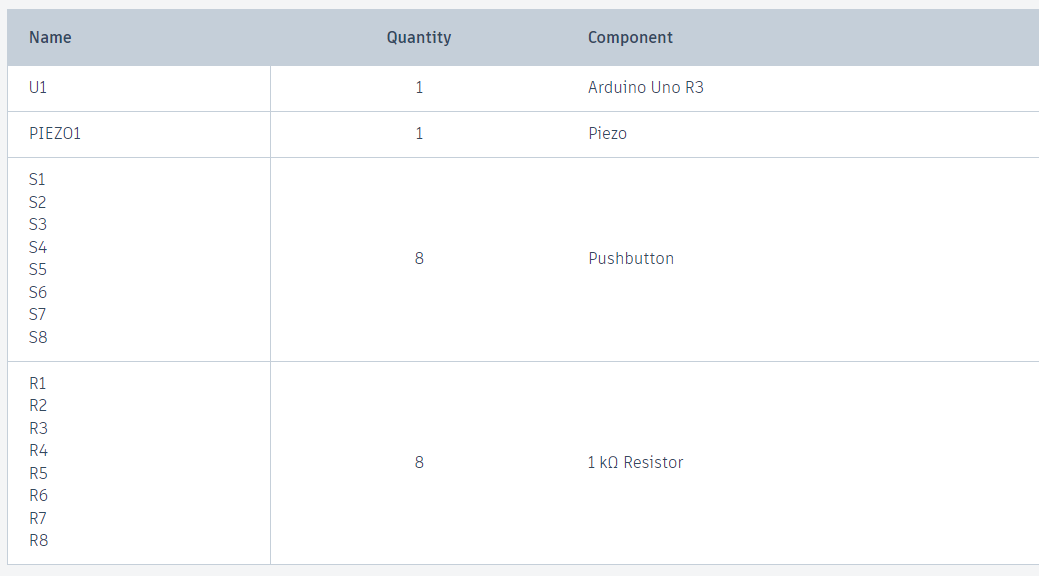 Name Quantity Component
U1 1 Arduino Uno R3
PIEZO1 1 Piezo
S1
S2
S3
S4
S5
S6
S7
S8
8 Pushbutton
R1
R2
R3
R4
R5
R6
R7
R8
8 1 kΩ Resistor